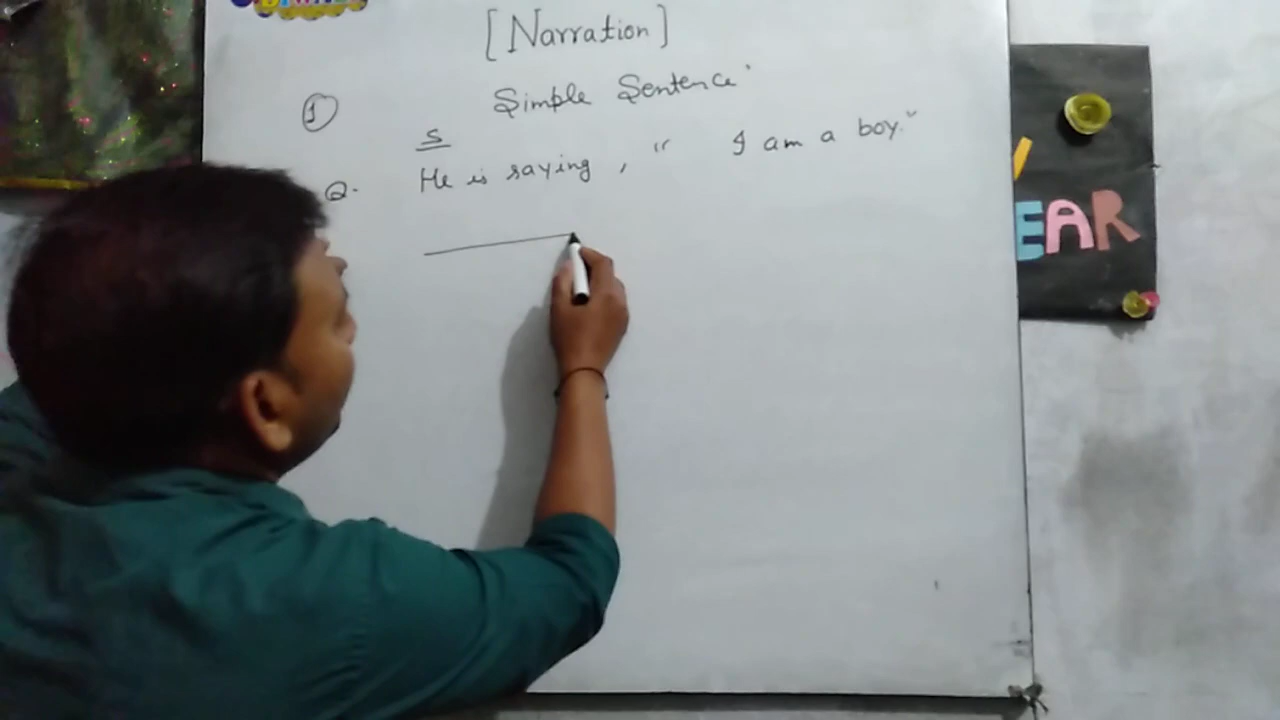 [Narration]
① Simple Sentence
S
Q. He is saying, " I am a boy."
EAR